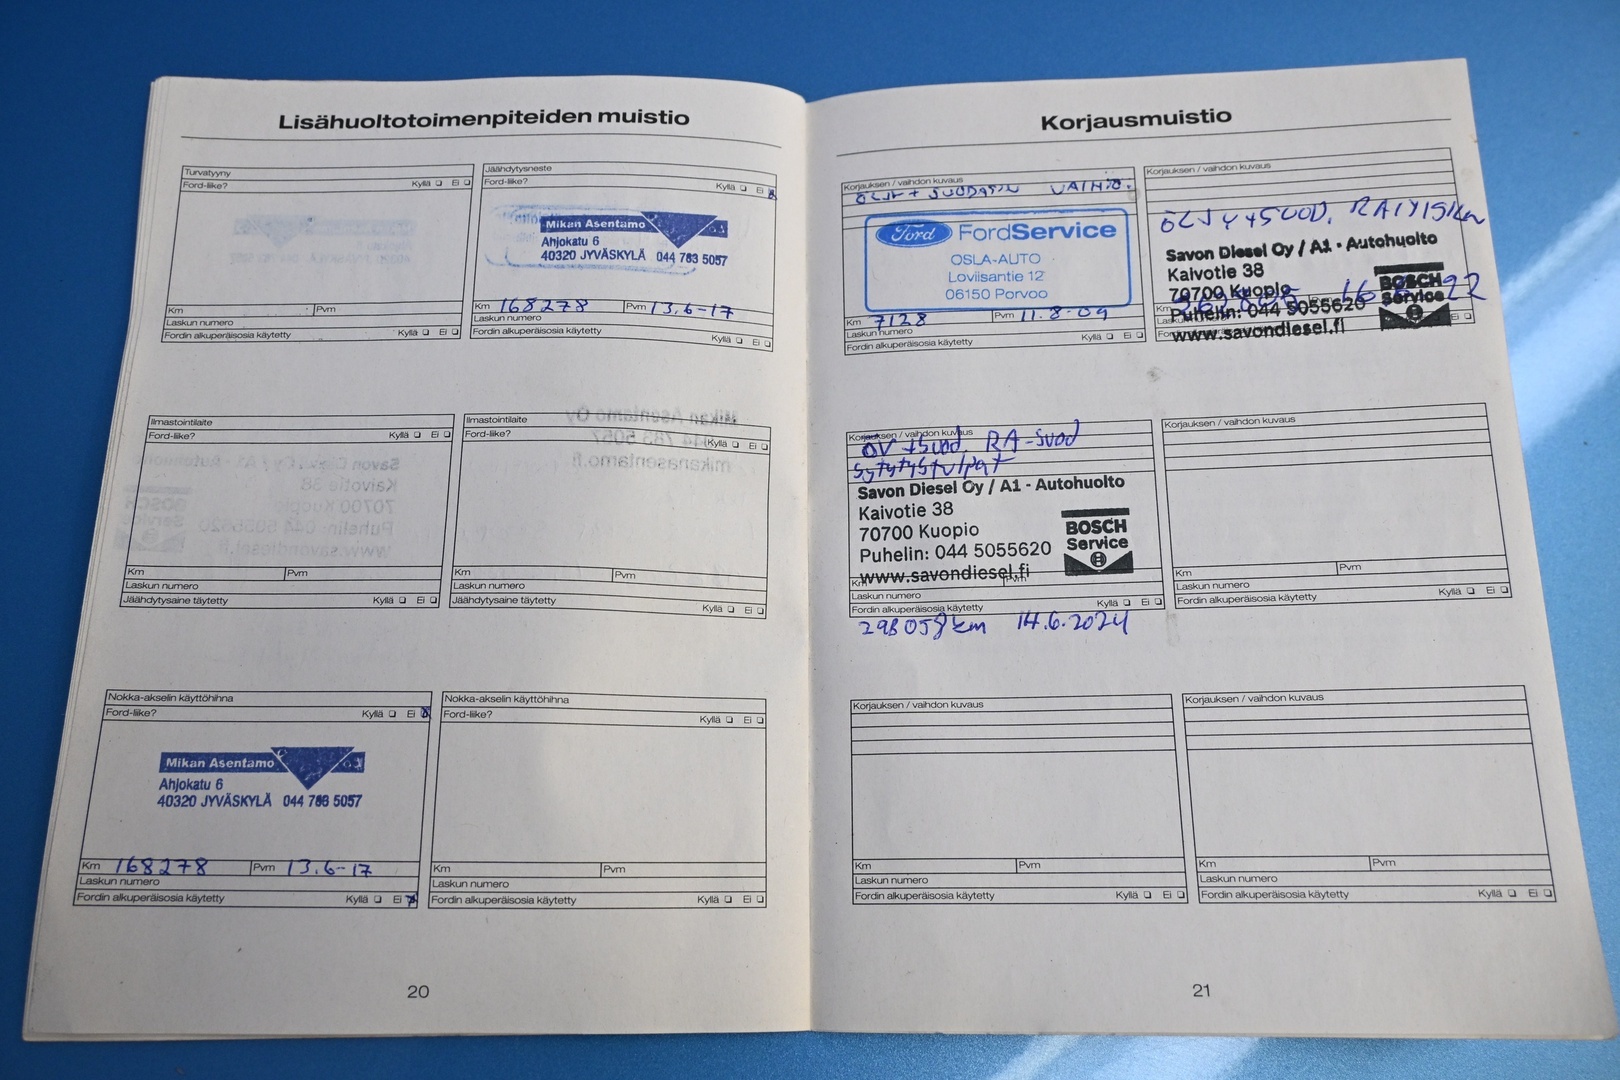 Lisähuoltotoimenpiteiden muistio
Turvatyyny
Ford-liike? Kyllä ❏ Ei ❏
Km Pvm
Laskun numero
Fordin alkuperäisosia käytetty Kyllä ❏ Ei ❏
Jäähdytysneste
Ford-liike? Kyllä ❏ Ei ☒
Mikan Asentamo
Ahjokatu 6
40320 JYVÄSKYLÄ 044 783 5057
Km 168278 Pvm 13.6-17
Laskun numero
Fordin alkuperäisosia käytetty Kyllä ❏ Ei ❏
Ilmastointilaite
Ford-liike? Kyllä ❏ Ei ❏
Km Pvm
Laskun numero
Jäähdytysaine täytetty Kyllä ❏ Ei ❏
Ilmastointilaite
Ford-liike? Kyllä ❏ Ei ❏
Km Pvm
Laskun numero
Jäähdytysaine täytetty Kyllä ❏ Ei ❏
Nokka-akselin käyttöhihna
Ford-liike? Kyllä ❏ Ei ☒
Mikan Asentamo
Ahjokatu 6
40320 JYVÄSKYLÄ 044 783 5057
Km 168278 Pvm 13.6-17
Laskun numero
Fordin alkuperäisosia käytetty Kyllä ❏ Ei ☒
Nokka-akselin käyttöhihna
Ford-liike? Kyllä ❏ Ei ❏
Km Pvm
Laskun numero
Fordin alkuperäisosia käytetty Kyllä ❏ Ei ❏
20
Korjausmuistio
Korjauksen / vaihdon kuvaus
ÖLJY + SUODATIN VAIHTO.
Ford FordService
OSLA-AUTO
Loviisantie 12
06150 Porvoo
Km 7128 Pvm 11.8-09
Laskun numero
Fordin alkuperäisosia käytetty Kyllä ❏ Ei ❏
Korjauksen / vaihdon kuvaus
ÖLJY+SUOD.
Savon Diesel Oy / A1 - Autohuolto
Kaivotie 38
70700 Kuopio
Puhelin: 044 5055620
www.savondiesel.fi
BOSCH
Service
Korjauksen / vaihdon kuvaus
ÖV +Suod. RA-Suod
Sytytystulpat
Savon Diesel Oy / A1 - Autohuolto
Kaivotie 38
70700 Kuopio
Puhelin: 044 5055620
www.savondiesel.fi
BOSCH
Service
Km Pvm
Laskun numero
Fordin alkuperäisosia käytetty Kyllä ❏ Ei ❏
298058km 14.6.2024
Korjauksen / vaihdon kuvaus
Km Pvm
Laskun numero
Fordin alkuperäisosia käytetty Kyllä ❏ Ei ❏
Korjauksen / vaihdon kuvaus
Km Pvm
Laskun numero
Fordin alkuperäisosia käytetty Kyllä ❏ Ei ❏
Korjauksen / vaihdon kuvaus
Km Pvm
Laskun numero
Fordin alkuperäisosia käytetty Kyllä ❏ Ei ❏
21